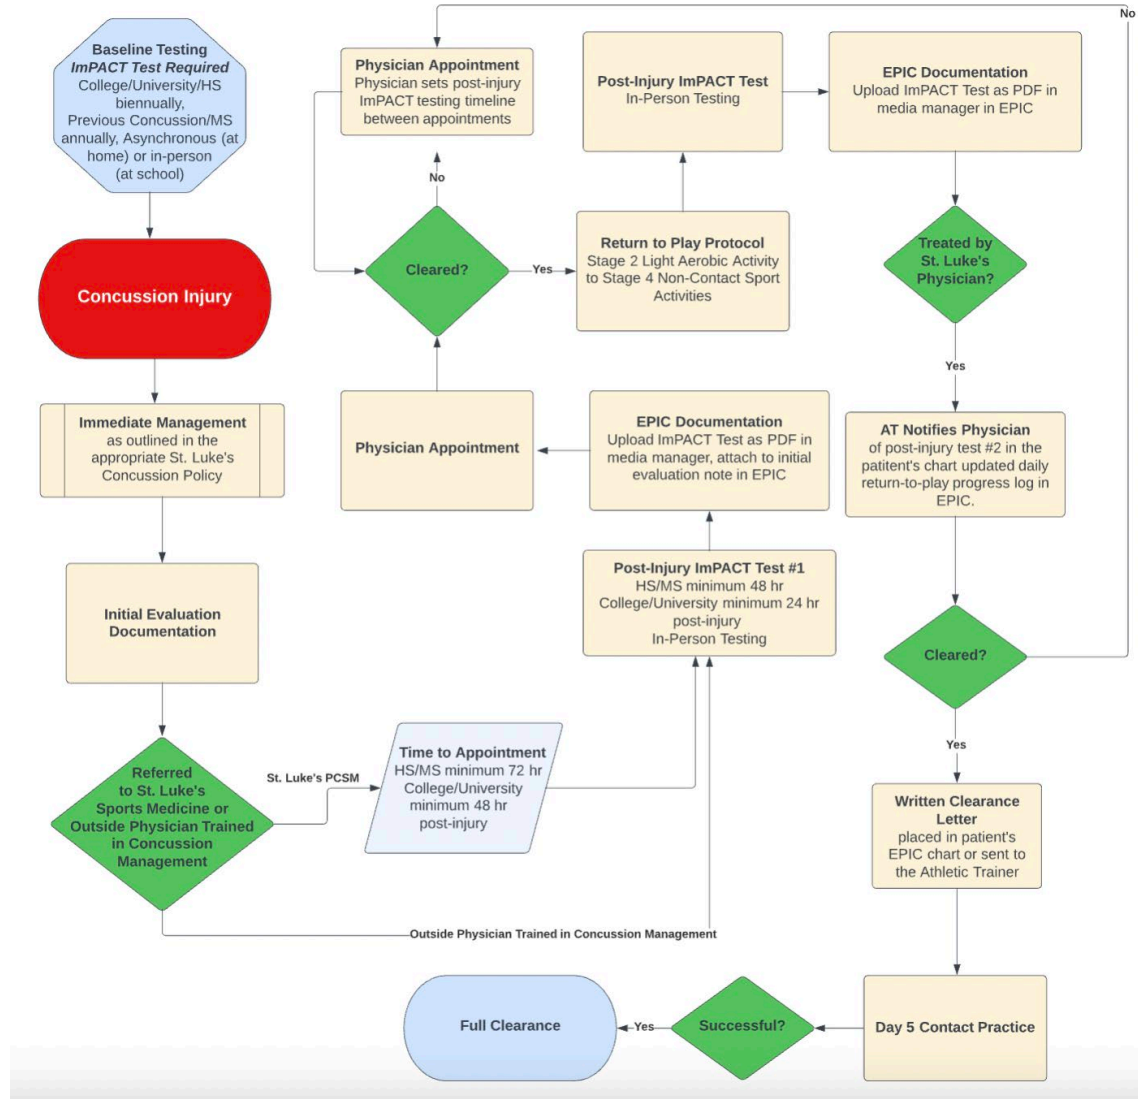 Baseline Testing
ImPACT Test Required
College/University/HS
biennually,
Previous Concussion/MS
annually, Asynchronous (at
home) or in-person
(at school)
Concussion Injury
Immediate Management
as outlined in the
appropriate St. Luke's
Concussion Policy
Initial Evaluation
Documentation
Referred
to St. Luke's
Sports Medicine or
Outside Physician Trained
in Concussion
Management
St. Luke's PCSM
Time to Appointment
HS/MS minimum 72 hr
College/University
minimum 48 hr
post-injury
Outside Physician Trained in Concussion Management
Post-Injury ImPACT Test #1
HS/MS minimum 48 hr
College/University minimum 24 hr
post-injury
In-Person Testing
EPIC Documentation
Upload ImPACT Test as PDF in
media manager, attach to initial
evaluation note in EPIC
Physician Appointment
Cleared?
No
Physician Appointment
Physician sets post-injury
ImPACT testing timeline
between appointments
Yes
Return to Play Protocol
Stage 2 Light Aerobic Activity
to Stage 4 Non-Contact Sport
Activities
Post-Injury ImPACT Test
In-Person Testing
EPIC Documentation
Upload ImPACT Test as PDF in
media manager in EPIC
Treated by
St. Luke's
Physician?
Yes
AT Notifies Physician
of post-injury test #2 in the
patitent's chart updated daily
return-to-play progress log in
EPIC.
Cleared?
No
Yes
Written Clearance
Letter
placed in patient's
EPIC chart or sent to
the Athletic Trainer
Day 5 Contact Practice
Successful?
Yes
Full Clearance